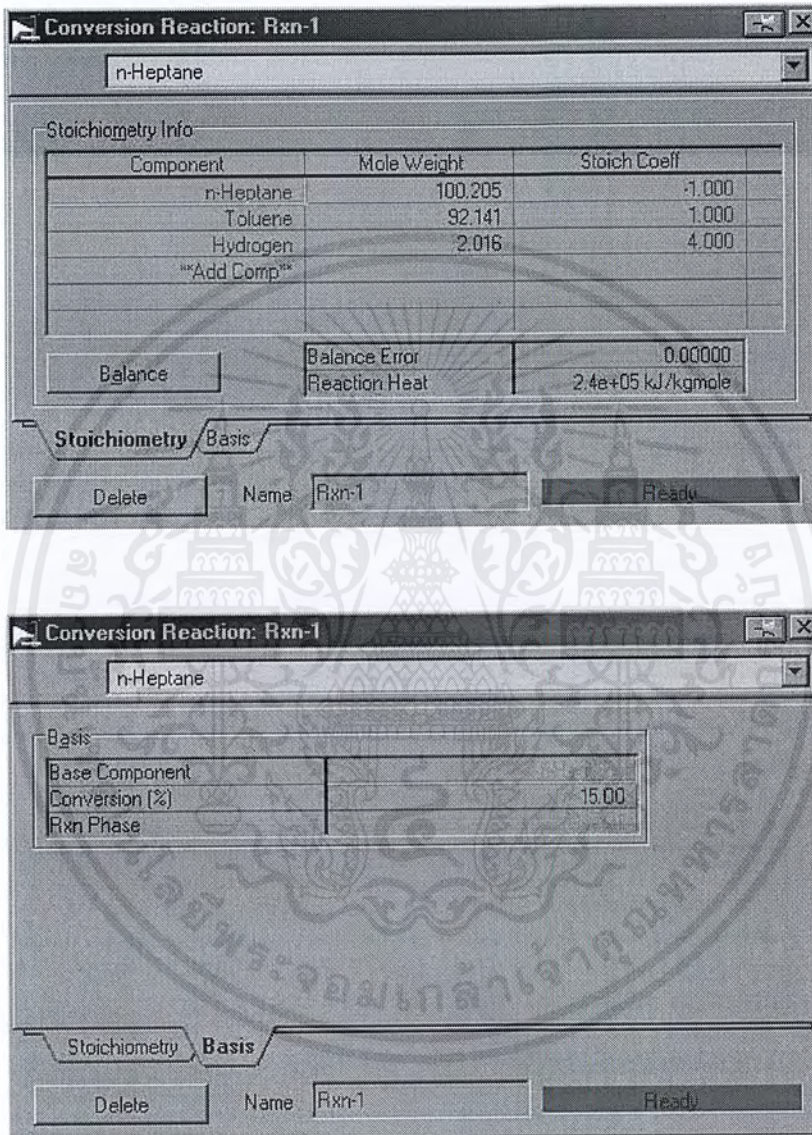 Conversion Reaction: Rxn-1
n-Heptane
Stoichiometry Info
Component Mole Weight Stoich Coeff
n-Heptane 100.205 -1.000
Toluene 92.141 1.000
Hydrogen 2.016 4.000
**Add Comp**
Balance
Balance Error 0.00000
Reaction Heat 2.4e+05 kJ/kgmole
Stoichiometry Basis
Delete Name Rxn-1 Ready
Conversion Reaction: Rxn-1
n-Heptane
Basis
Base Component
Conversion (%) 15.00
Rxn Phase
Stoichiometry Basis
Delete Name Rxn-1 Ready